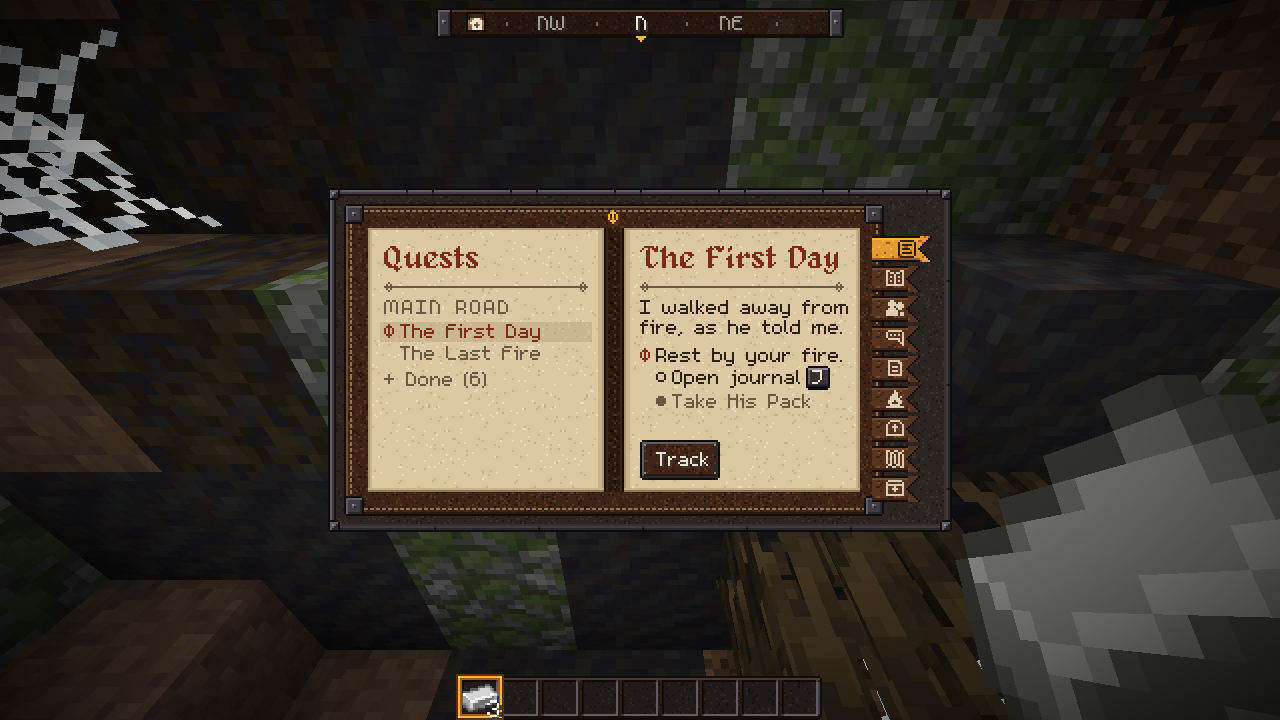 NW N NE
Quests
MAIN ROAD
The First Day
The Last Fire
+ Done (6)
The First Day
I walked away from
fire, as he told me.
Rest by your fire.
Open journal J
Take His Pack
Track
3